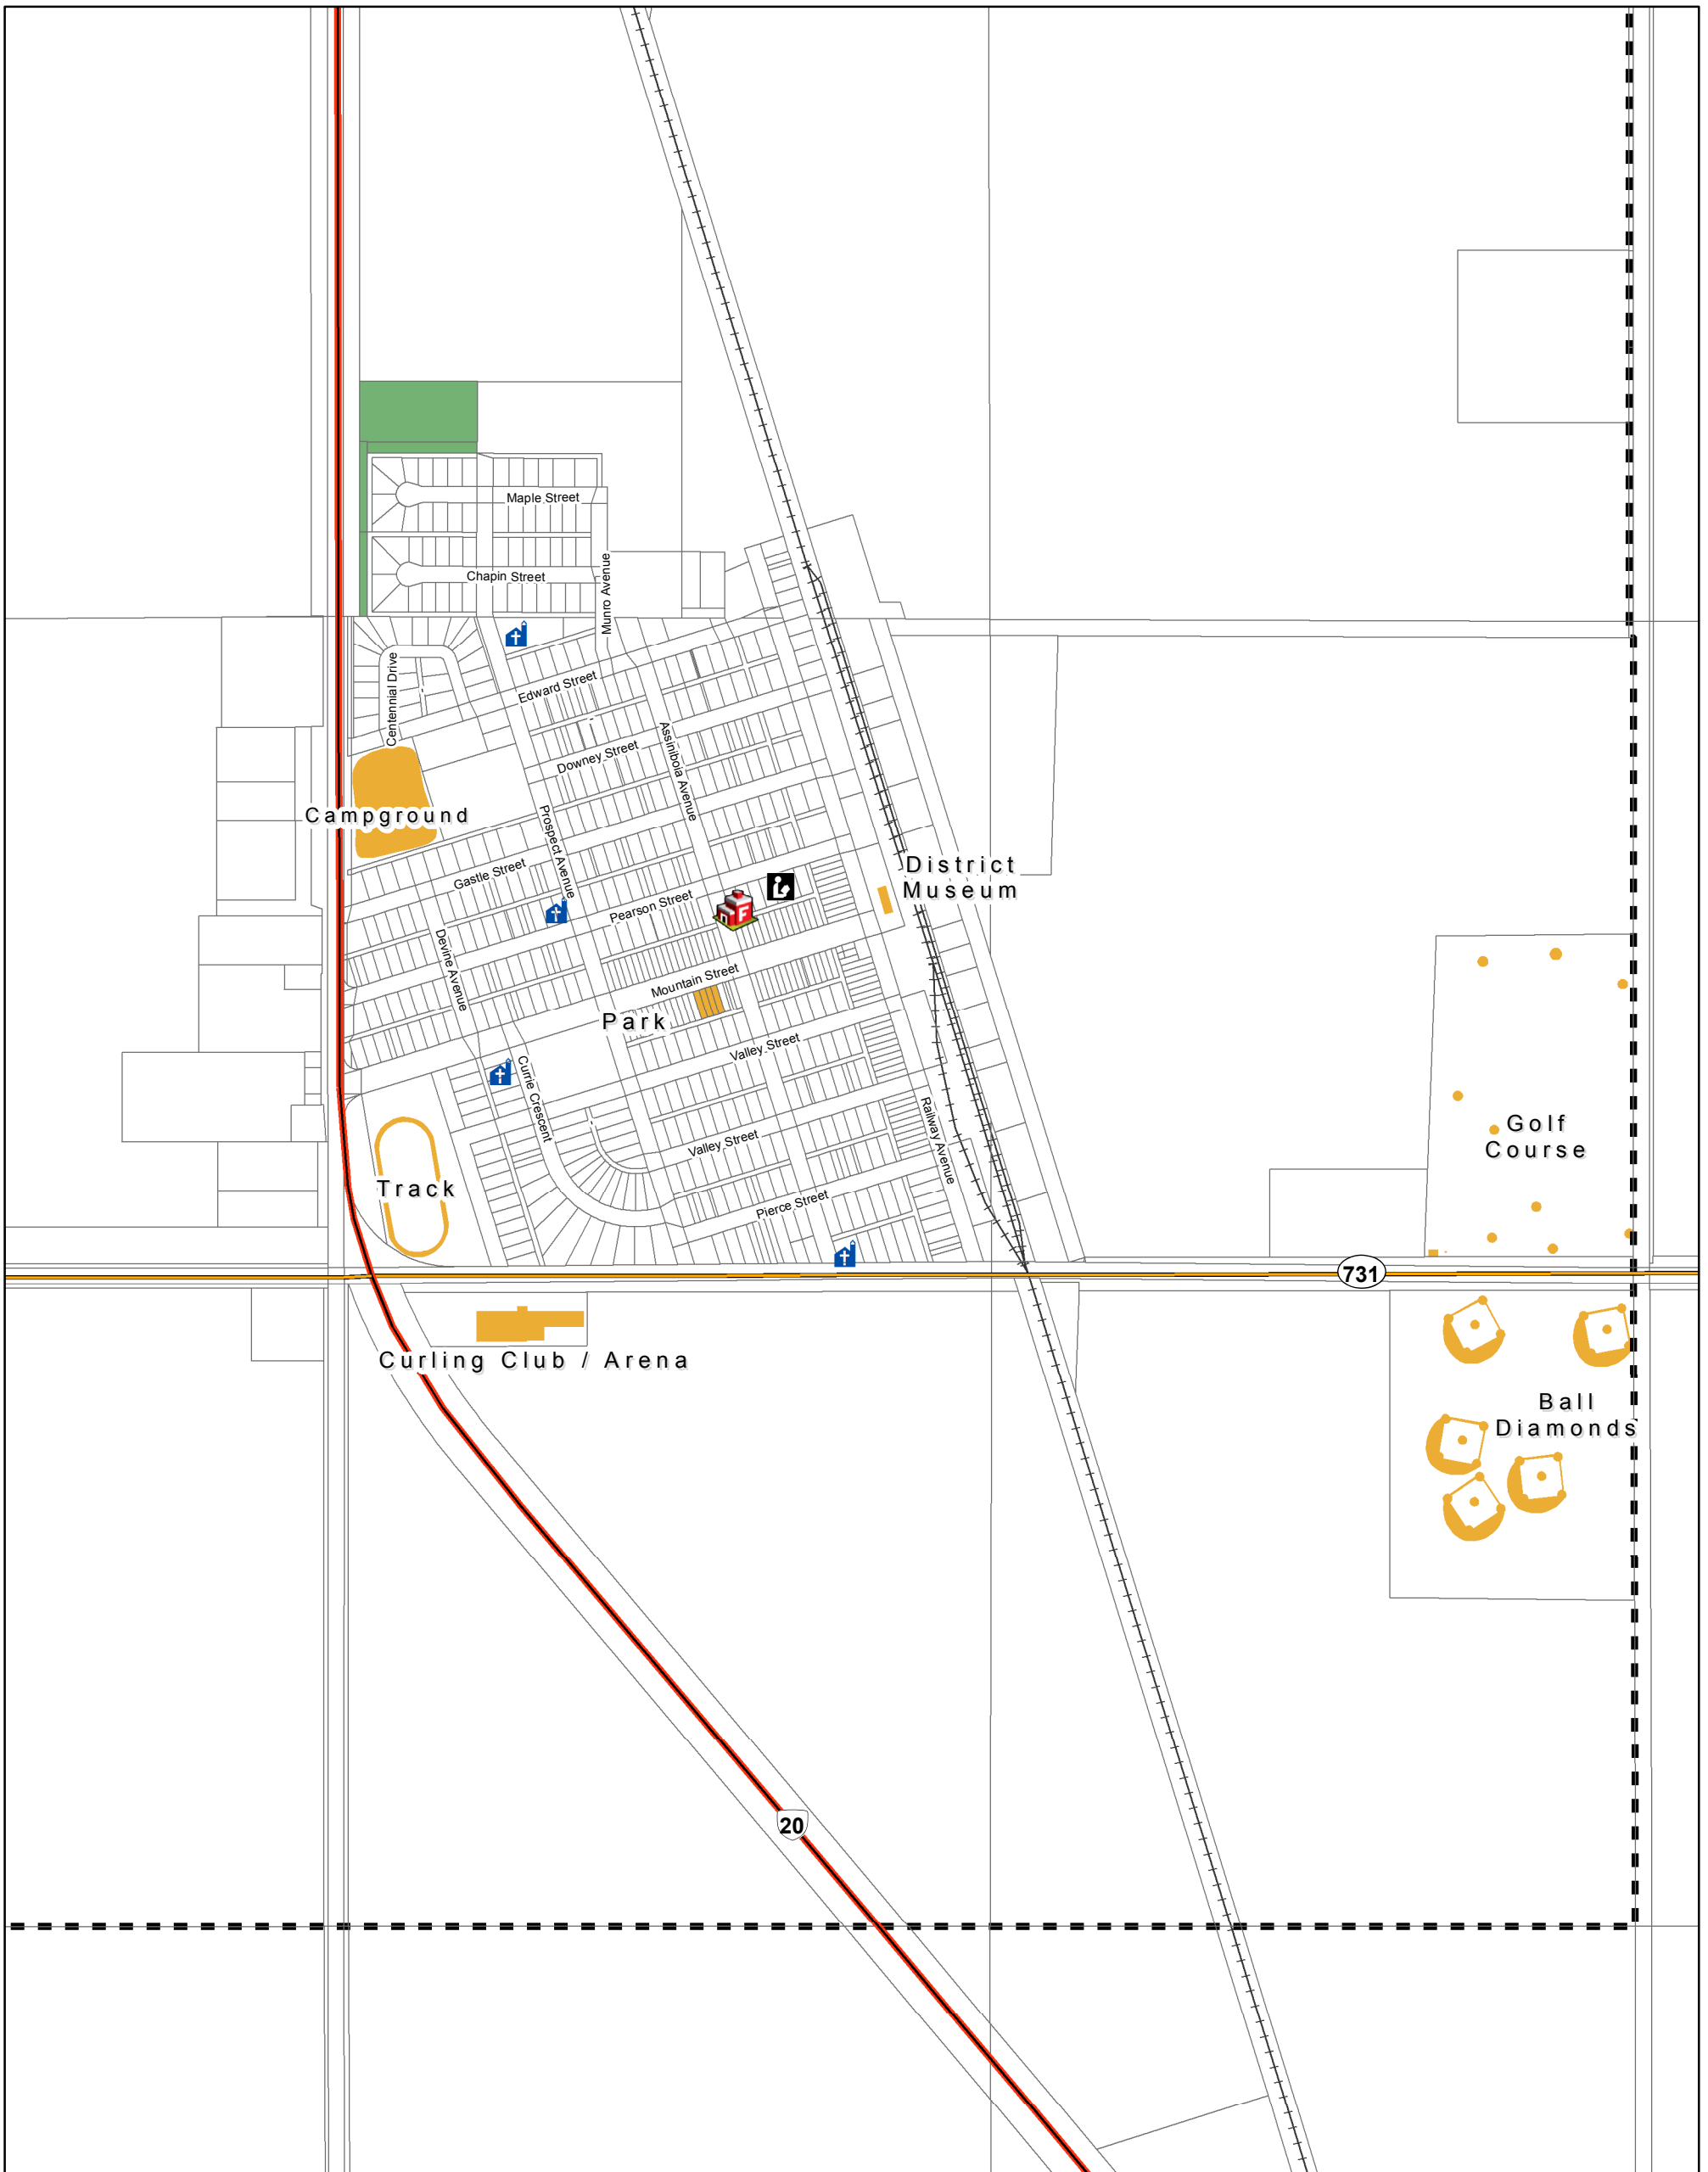 Maple Street
Chapin Street
Munro Avenue
Centennial Drive
Edward Street
Downey Street
Assiniboia Avenue
Campground
Prospect Avenue
Gastle Street
District
Museum
Pearson Street
F
Devine Avenue
Mountain Street
Park
Valley Street
Currie Crescent
Railway Avenue
Golf
Course
Valley Street
Track
Pierce Street
731
Curling Club / Arena
Ball
Diamonds
20